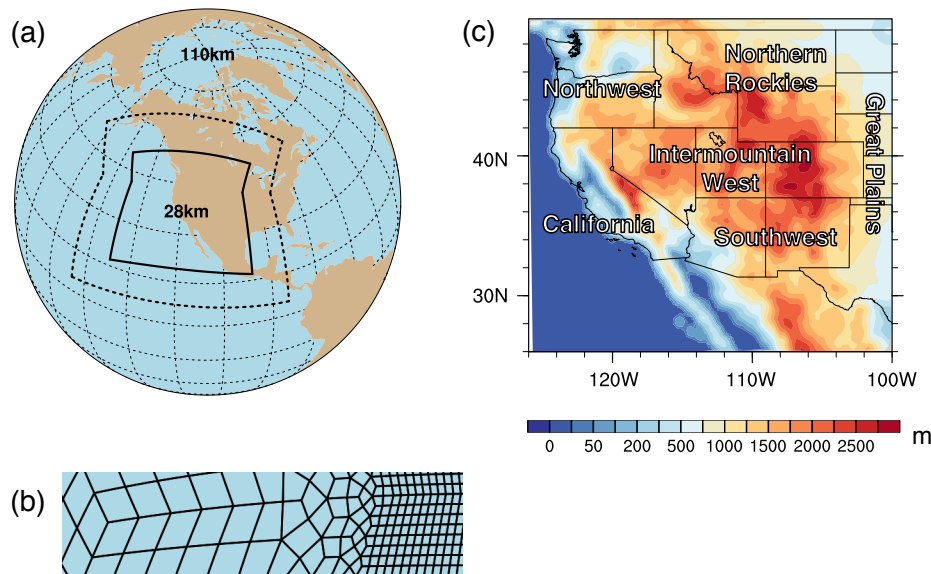 (a)
110km
28km
(b)
(c)
Northern
Rockies
Northwest
Great Plains
Intermountain
West
California
Southwest
40N
30N
120W
110W
100W
0 50 200 500 1000 1500 2000 2500 m